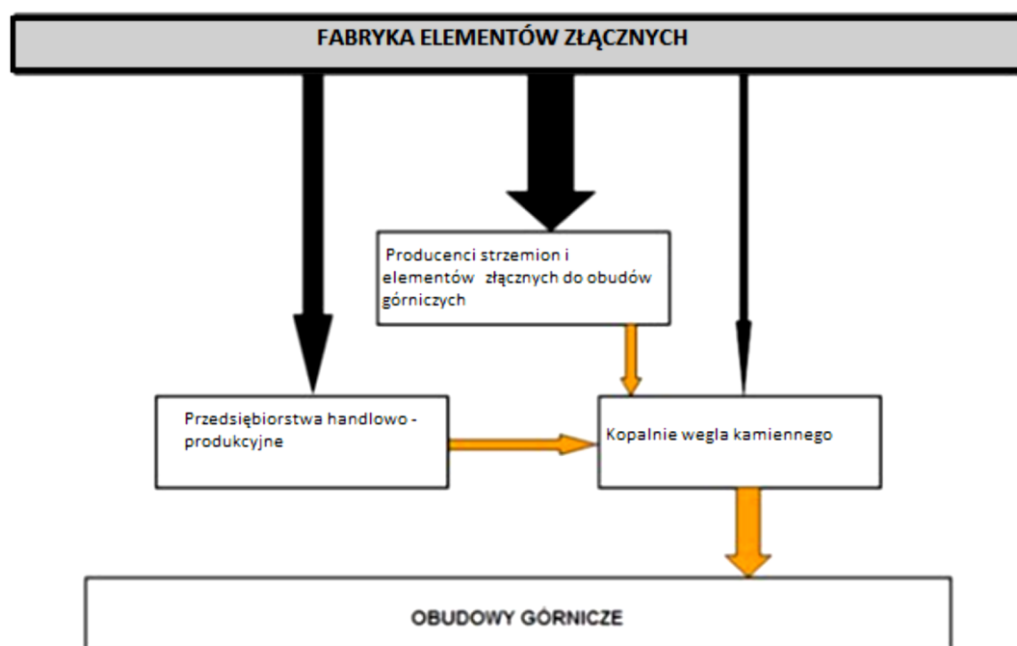 FABRYKA ELEMENTÓW ZŁĄCZNYCH
Producenci strzemion i
elementów złącznych do obudów
górniczych
Przedsiębiorstwa handlowo -
produkcyjne
Kopalnie wegla kamiennego
OBUDOWY GÓRNICZE